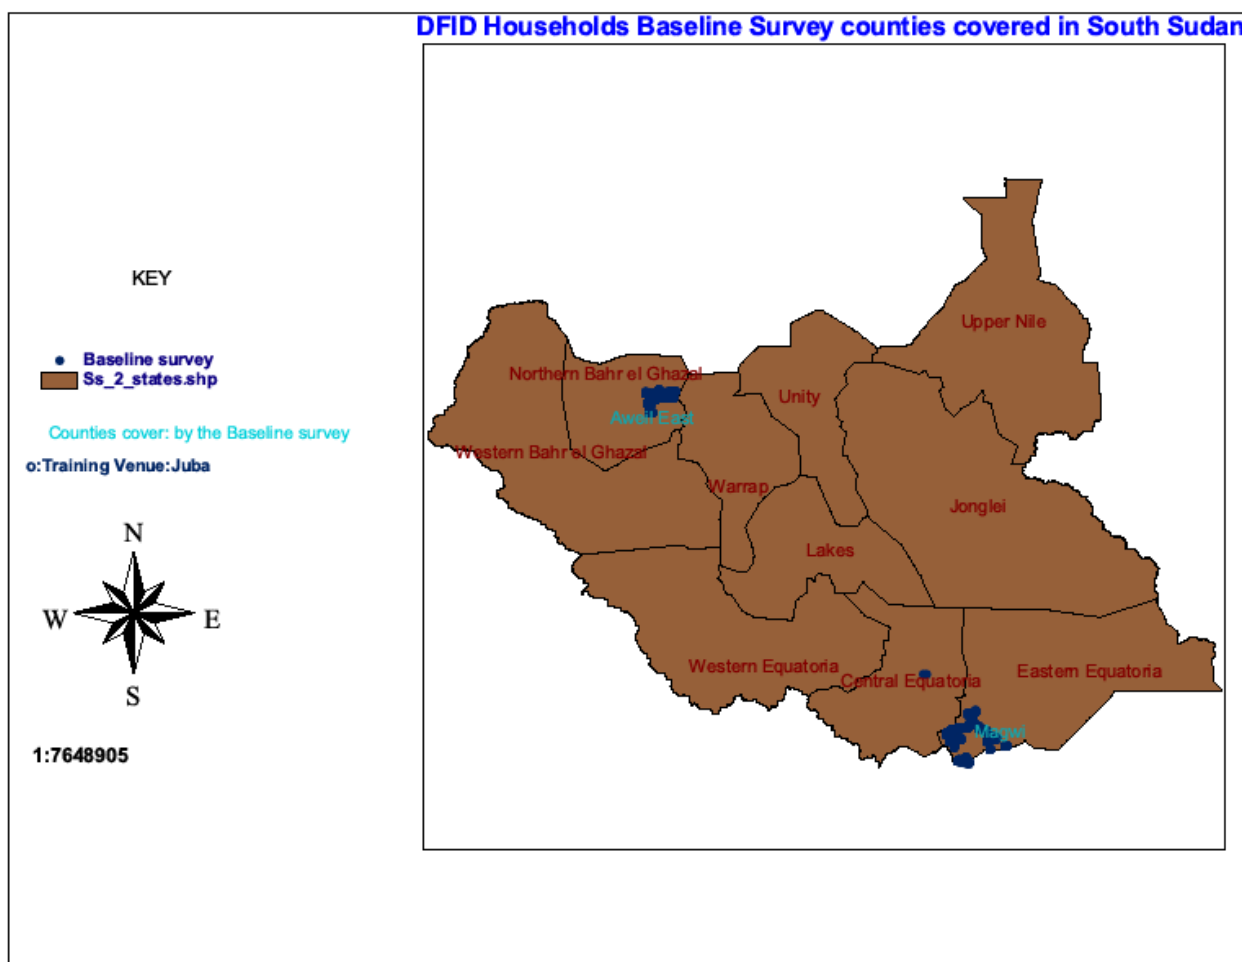 DFID Households Baseline Survey counties covered in South Sudan
KEY
Baseline survey
Ss_2_states.shp
Counties cover: by the Baseline survey
o:Training Venue:Juba
N
W
E
S
1:7648905
Upper Nile
Northern Bahr el Ghazal
Unity
Aweil East
Western Bahr el Ghazal
Warrap
Jonglei
Lakes
Western Equatoria
Central Equatoria
Eastern Equatoria
Magwi